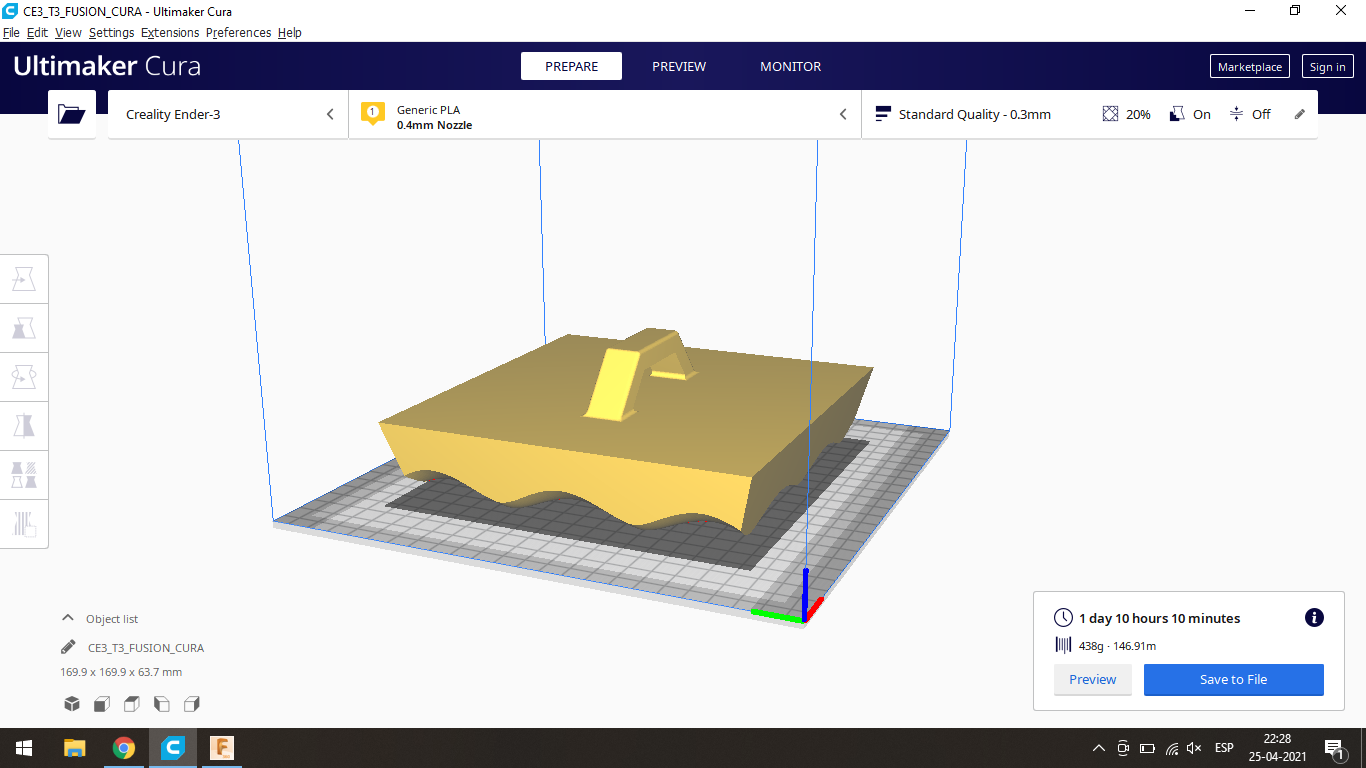 CE3_T3_FUSION_CURA - Ultimaker Cura
File Edit View Settings Extensions Preferences Help
Ultimaker Cura
PREPARE PREVIEW MONITOR
Marketplace Sign in
Creality Ender-3
1
Generic PLA
0.4mm Nozzle
Standard Quality - 0.3mm
20% On Off
Object list
CE3_T3_FUSION_CURA
169.9 x 169.9 x 63.7 mm
1 day 10 hours 10 minutes
438g · 146.91m
Preview Save to File
ESP
22:28
25-04-2021
1